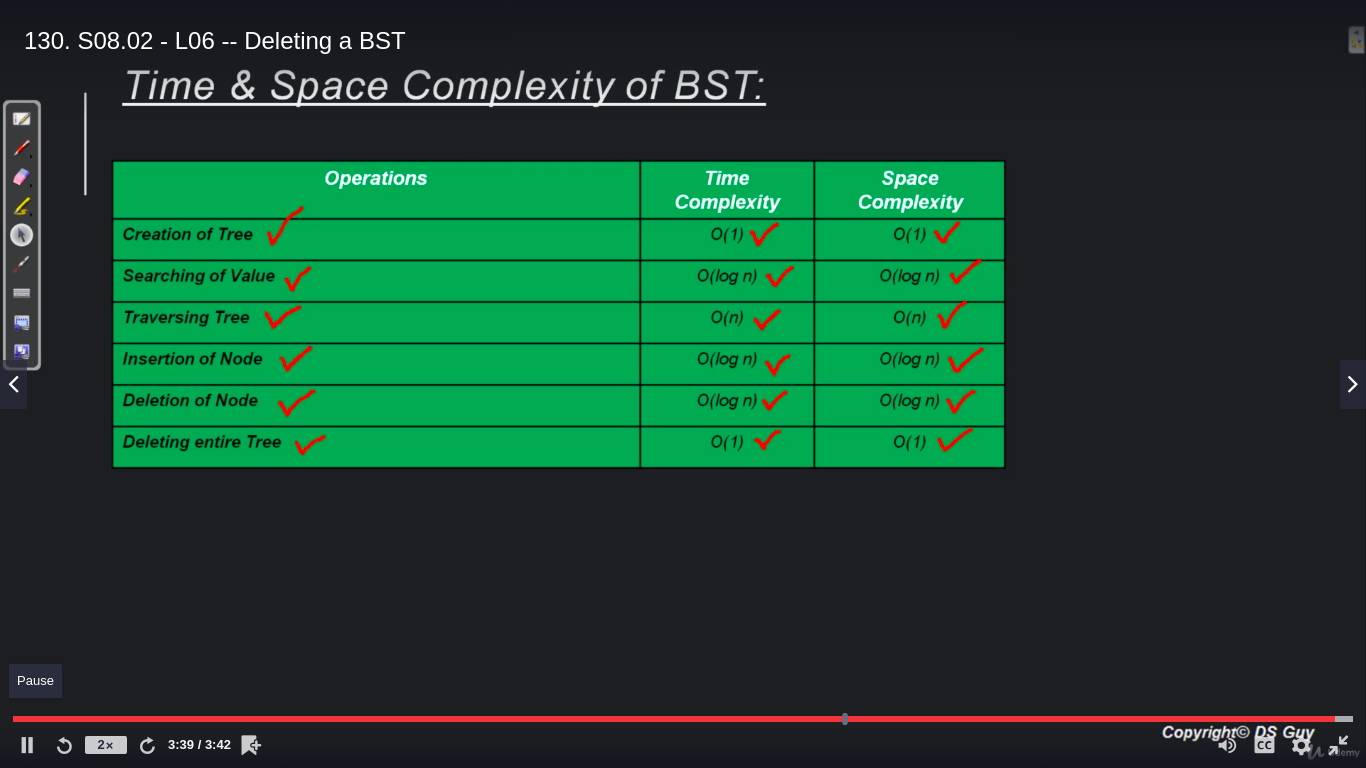 130. S08.02 - L06 -- Deleting a BST
Time & Space Complexity of BST:
Operations
Time Complexity
Space Complexity
Creation of Tree O(1) O(1)
Searching of Value O(log n) O(log n)
Traversing Tree O(n) O(n)
Insertion of Node O(log n) O(log n)
Deletion of Node O(log n) O(log n)
Deleting entire Tree O(1) O(1)
Pause
Copyright© DS Guy
2× 3:39 / 3:42 CC